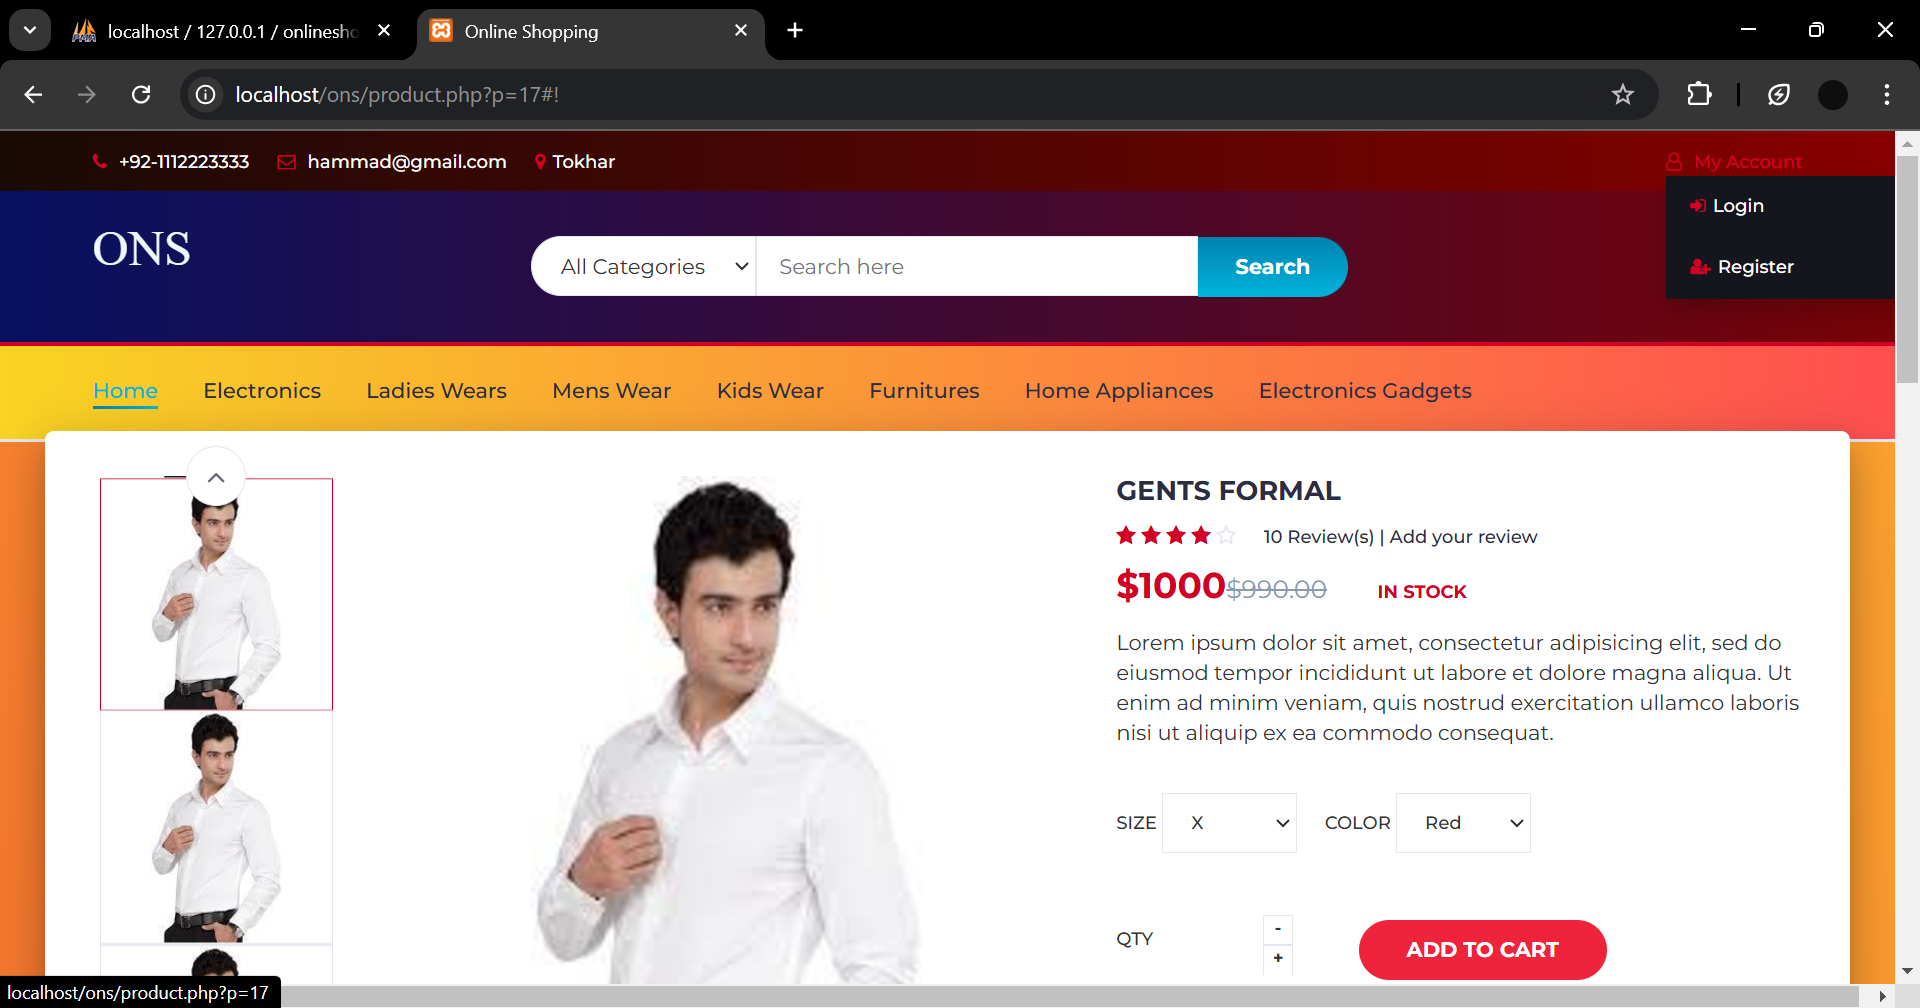 localhost / 127.0.0.1 / onlinesho
Online Shopping
localhost/ons/product.php?p=17#!
+92-1112223333 hammad@gmail.com Tokhar
My Account
Login
Register
ONS
All Categories Search here Search
Home Electronics Ladies Wears Mens Wear Kids Wear Furnitures Home Appliances Electronics Gadgets
GENTS FORMAL
10 Review(s) | Add your review
$1000 $990.00 IN STOCK
Lorem ipsum dolor sit amet, consectetur adipisicing elit, sed do
eiusmod tempor incididunt ut labore et dolore magna aliqua. Ut
enim ad minim veniam, quis nostrud exercitation ullamco laboris
nisi ut aliquip ex ea commodo consequat.
SIZE X COLOR Red
QTY - + ADD TO CART
localhost/ons/product.php?p=17